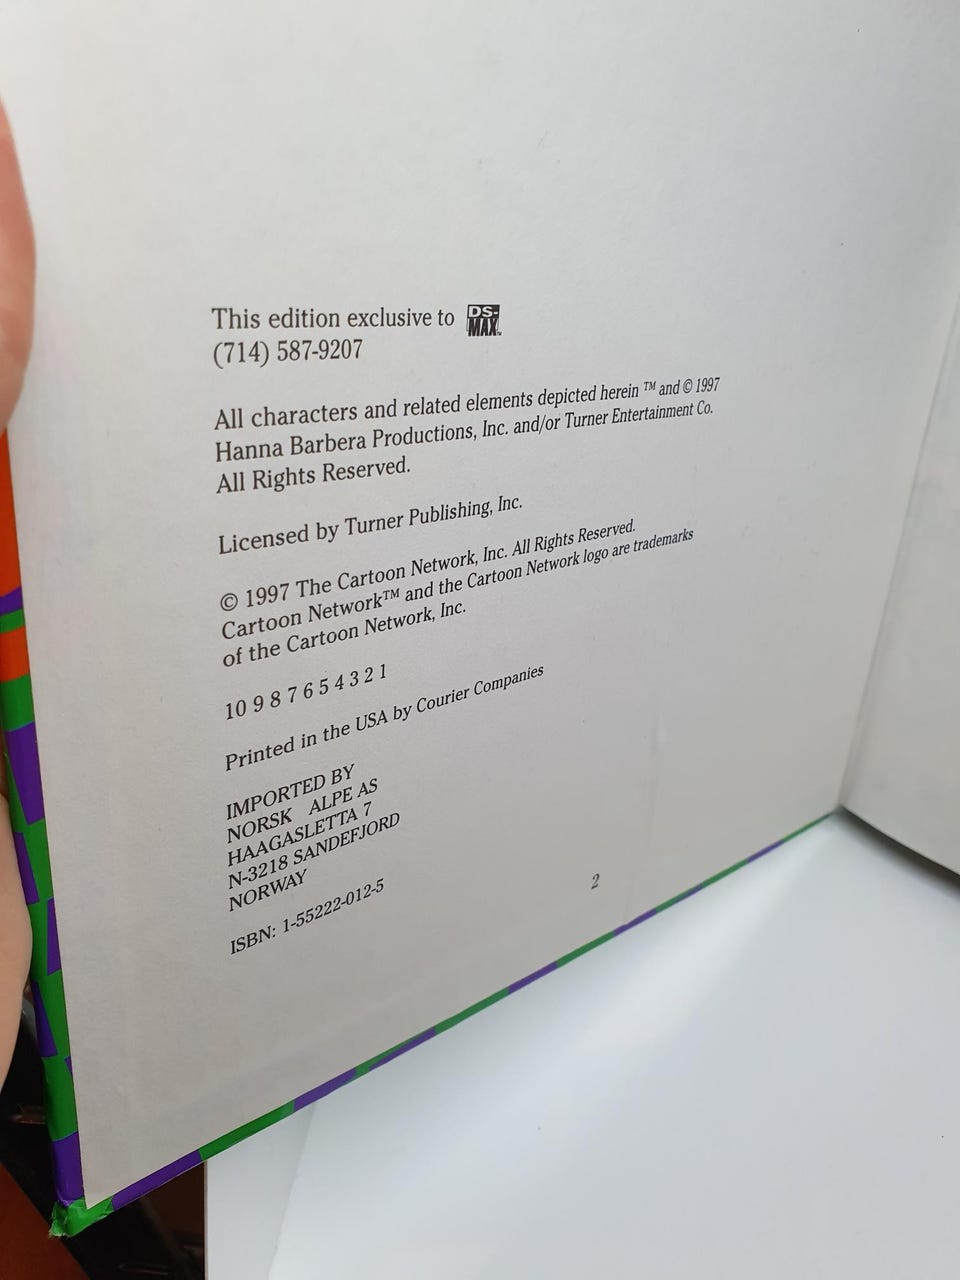 This edition exclusive to DS-MAX™
(714) 587-9207
All characters and related elements depicted herein ™ and © 1997
Hanna Barbera Productions, Inc. and/or Turner Entertainment Co.
All Rights Reserved.
Licensed by Turner Publishing, Inc.
© 1997 The Cartoon Network, Inc. All Rights Reserved.
Cartoon Network™ and the Cartoon Network logo are trademarks
of the Cartoon Network, Inc.
10 9 8 7 6 5 4 3 2 1
Printed in the USA by Courier Companies
IMPORTED BY
NORSK ALPE AS
HAAGASLETTA 7
N-3218 SANDEFJORD
NORWAY
ISBN: 1-55222-012-5
2